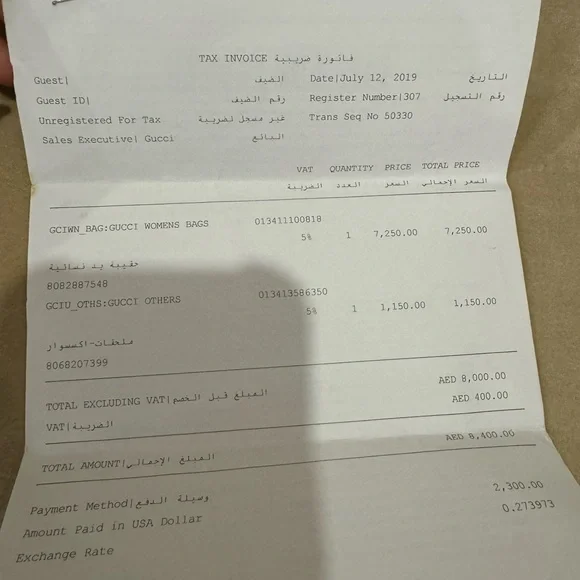 TAX INVOICE فاتورة ضريبية
Guest| الضيف Date|July 12, 2019 التاريخ
Guest ID| رقم الضيف Register Number|307 رقم التسجيل
Unregistered For Tax غير مسجل لضريبة Trans Seq No 50330
Sales Executive| Gucci البائع
VAT QUANTITY PRICE TOTAL PRICE
الضريبة العدد السعر السعر الإجمالي
GCIWN_BAG:GUCCI WOMENS BAGS 013411100818
5% 1 7,250.00 7,250.00
حقيبة يد نسائية
8082887548
GCIU_OTHS:GUCCI OTHERS 013413586350
5% 1 1,150.00 1,150.00
ملحقات-اكسسوار
8068207399
TOTAL EXCLUDING VAT|المبلغ قبل الخصم AED 8,000.00
VAT|الضريبة AED 400.00
TOTAL AMOUNT|المبلغ الإجمالي AED 8,400.00
Payment Method|وسيلة الدفع
Amount Paid in USA Dollar 2,300.00
Exchange Rate 0.273973